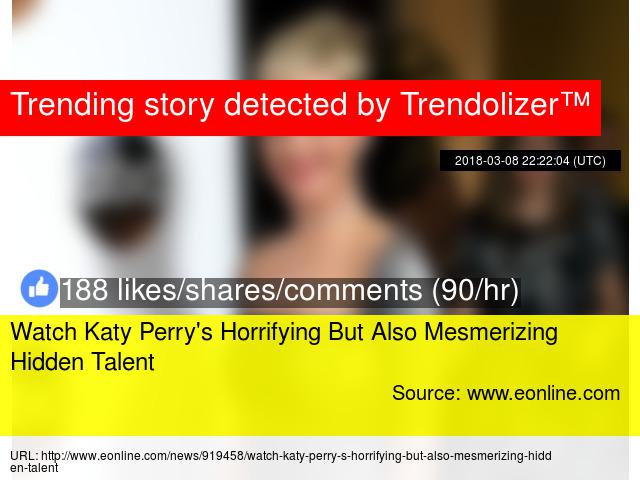 Trending story detected by Trendolizer™
2018-03-08 22:22:04 (UTC)
188 likes/shares/comments (90/hr)
Watch Katy Perry's Horrifying But Also Mesmerizing
Hidden Talent
Source: www.eonline.com
URL: http://www.eonline.com/news/919458/watch-katy-perry-s-horrifying-but-also-mesmerizing-hidd
en-talent